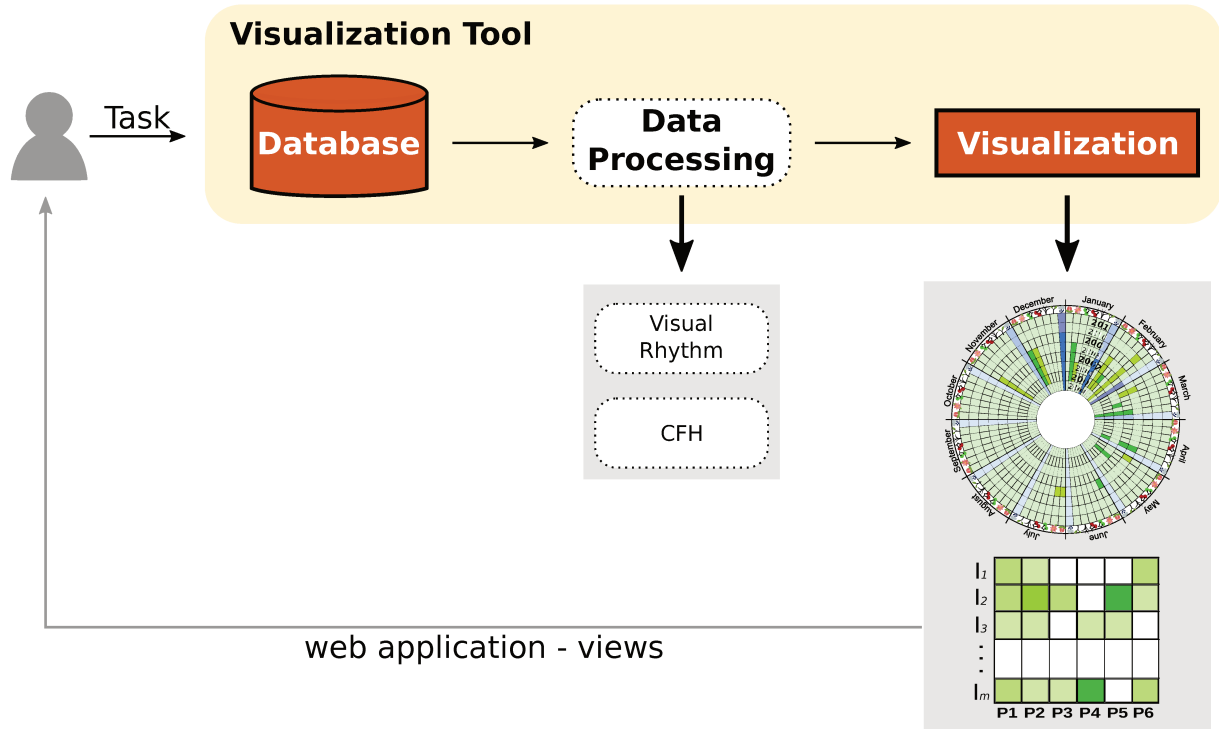 Visualization Tool
Task
Database
Data
Processing
Visualization
Visual
Rhythm
CFH
January
February
March
April
May
June
July
August
September
October
November
December
I1
I2
I3
Im
P1 P2 P3 P4 P5 P6
web application - views